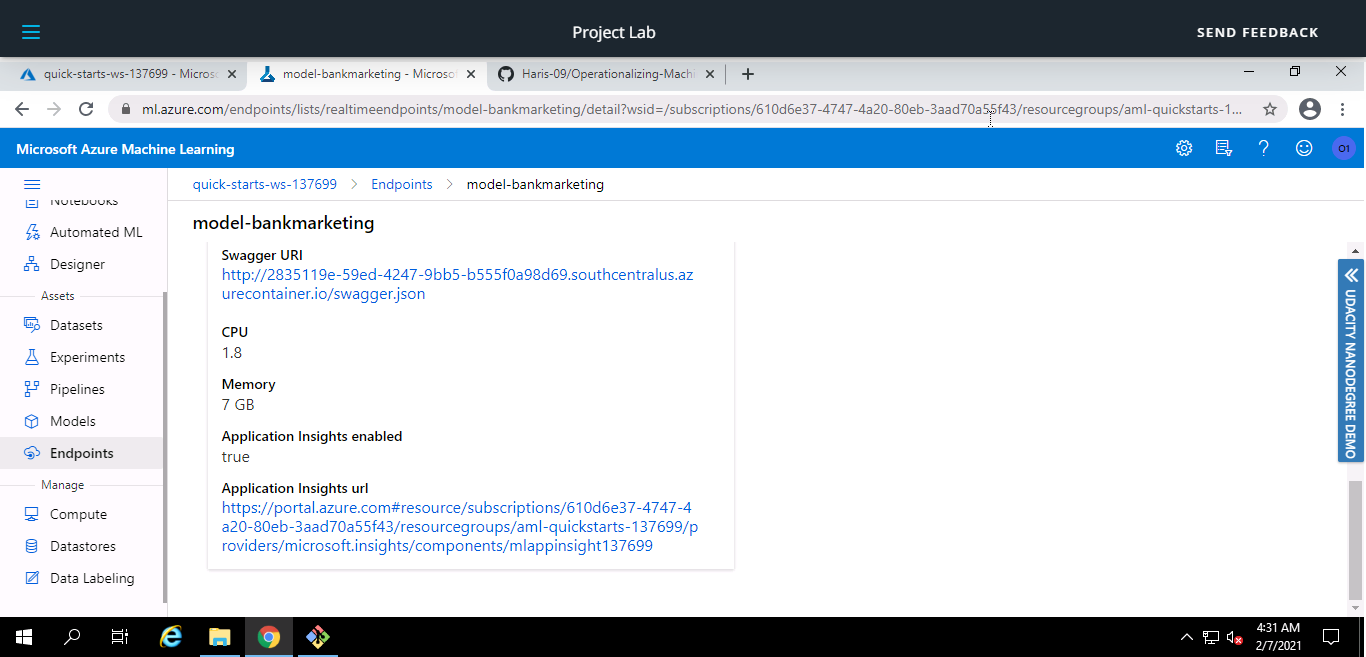 Project Lab
SEND FEEDBACK
quick-starts-ws-137699 - Micros
model-bankmarketing - Microsof
Haris-09/Operationalizing-Machi
ml.azure.com/endpoints/lists/realtimeendpoints/model-bankmarketing/detail?wsid=/subscriptions/610d6e37-4747-4a20-80eb-3aad70a55f43/resourcegroups/aml-quickstarts-1...
Microsoft Azure Machine Learning
O1
Notebooks
Automated ML
Designer
Assets
Datasets
Experiments
Pipelines
Models
Endpoints
Manage
Compute
Datastores
Data Labeling
quick-starts-ws-137699 > Endpoints > model-bankmarketing
model-bankmarketing
Swagger URI
http://2835119e-59ed-4247-9bb5-b555f0a98d69.southcentralus.az
urecontainer.io/swagger.json
CPU
1.8
Memory
7 GB
Application Insights enabled
true
Application Insights url
https://portal.azure.com#resource/subscriptions/610d6e37-4747-4
a20-80eb-3aad70a55f43/resourcegroups/aml-quickstarts-137699/p
roviders/microsoft.insights/components/mlappinsight137699
UDACITY NANODEGREE DEMO
4:31 AM
2/7/2021